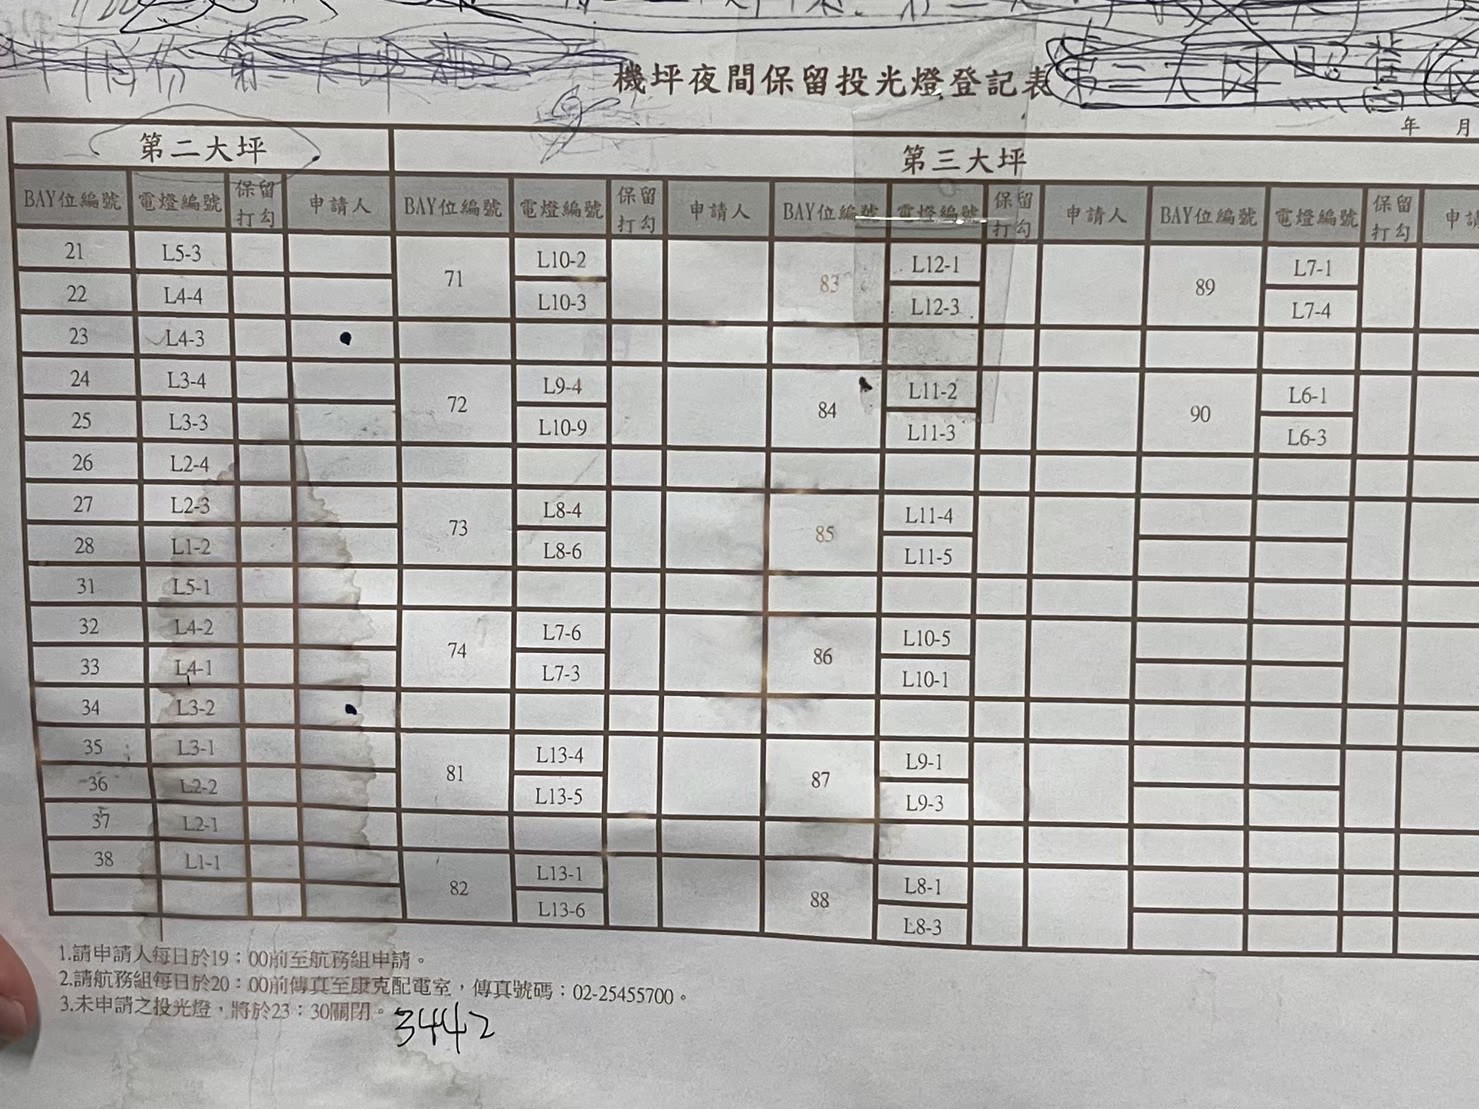 機坪夜間保留投光燈登記表
年 月
第二大坪 第三大坪
BAY位編號 電燈編號 保留打勾 申請人 BAY位編號 電燈編號 保留打勾 申請人 BAY位編號 電燈編號 保留打勾 申請人 BAY位編號 電燈編號 保留打勾 申請
21 L5-3 71 L10-2 83 L12-1 89 L7-1
22 L4-4 L10-3 L12-3 L7-4
23 L4-3
24 L3-4 72 L9-4 84 L11-2 90 L6-1
25 L3-3 L10-9 L11-3 L6-3
26 L2-4
27 L2-3 73 L8-4 85 L11-4
28 L1-2 L8-6 L11-5
31 L5-1
32 L4-2 74 L7-6 86 L10-5
33 L4-1 L7-3 L10-1
34 L3-2
35 L3-1 81 L13-4 87 L9-1
36 L2-2 L13-5 L9-3
37 L2-1
38 L1-1 82 L13-1 88 L8-1
L13-6 L8-3
1.請申請人每日於19：00前至航務組申請。
2.請航務組每日於20：00前傳真至康克配電室，傳真號碼：02-25455700。
3.未申請之投光燈，將於23：30關閉。
3442